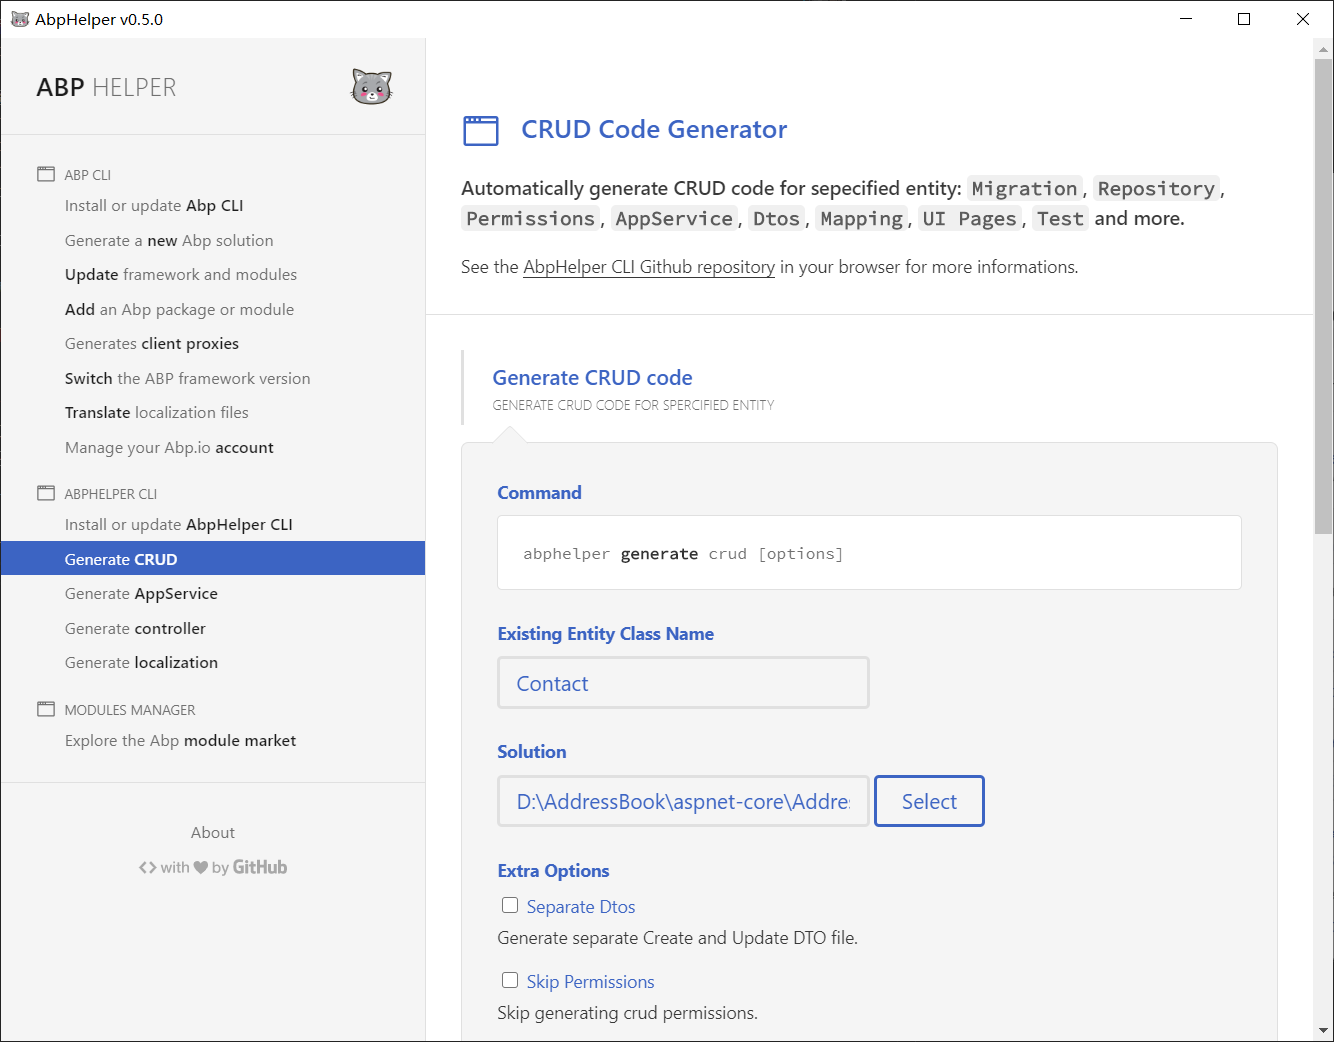 AbpHelper v0.5.0
ABP HELPER
ABP CLI
Install or update Abp CLI
Generate a new Abp solution
Update framework and modules
Add an Abp package or module
Generates client proxies
Switch the ABP framework version
Translate localization files
Manage your Abp.io account
ABPHELPER CLI
Install or update AbpHelper CLI
Generate CRUD
Generate AppService
Generate controller
Generate localization
MODULES MANAGER
Explore the Abp module market
About
<> with by GitHub
CRUD Code Generator
Automatically generate CRUD code for sepecified entity: Migration, Repository,
Permissions, AppService, Dtos, Mapping, UI Pages, Test and more.
See the AbpHelper CLI Github repository in your browser for more informations.
Generate CRUD code
GENERATE CRUD CODE FOR SPERCIFIED ENTITY
Command
abphelper generate crud [options]
Existing Entity Class Name
Contact
Solution
D:\AddressBook\aspnet-core\Addres
Select
Extra Options
Separate Dtos
Generate separate Create and Update DTO file.
Skip Permissions
Skip generating crud permissions.